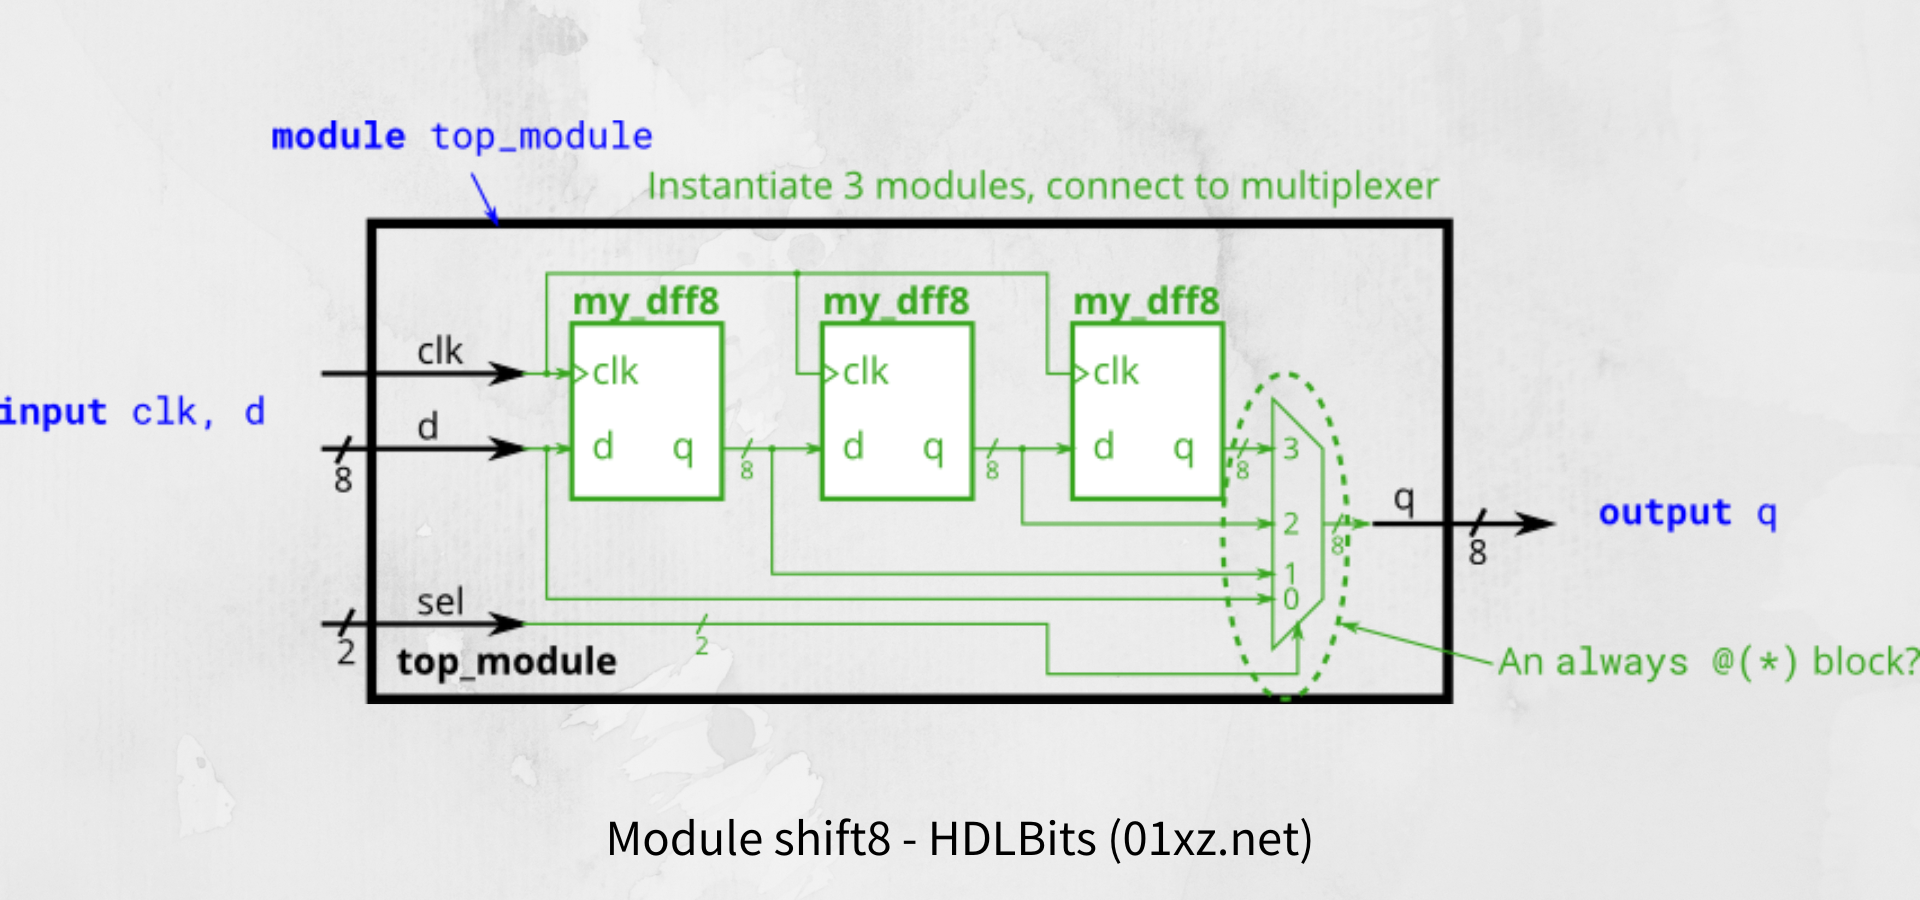 module top_module
Instantiate 3 modules, connect to multiplexer
my_dff8 my_dff8 my_dff8
clk
clk clk clk
input clk, d
d
d q d q d q 3
8 8 8 8
q
output q
2
8 8
1
0
sel
2 2
top_module
An always @(*) block?
Module shift8 - HDLBits (01xz.net)